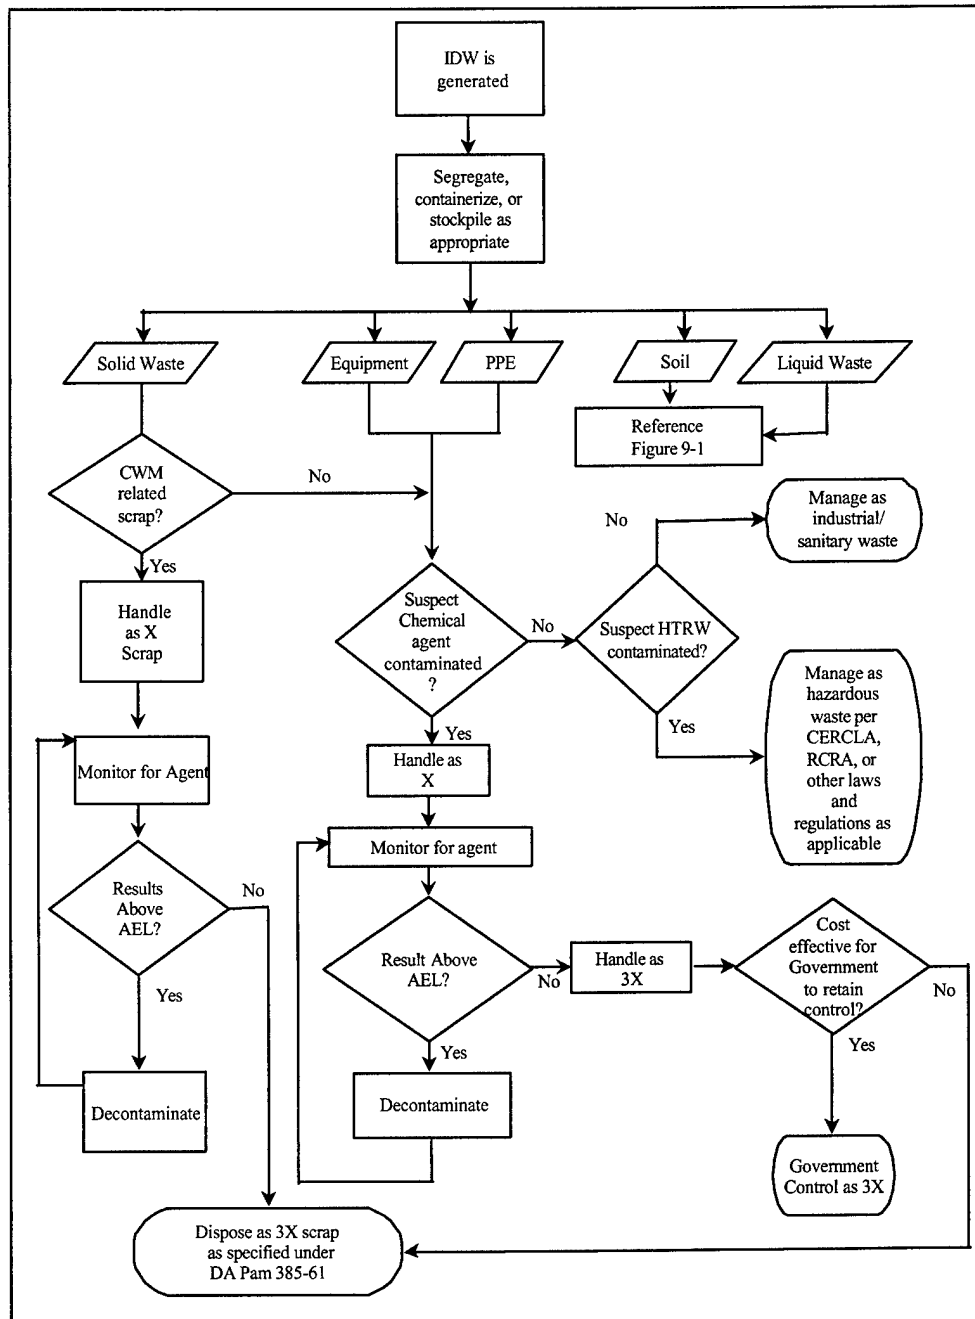 IDW is
generated
Segregate,
containerize, or
stockpile as
appropriate
Solid Waste
Equipment
PPE
Soil
Liquid Waste
Reference
Figure 9-1
CWM
related
scrap?
No
Yes
Handle
as X
Scrap
Monitor for Agent
Results
Above
AEL?
No
Yes
Decontaminate
Suspect
Chemical
agent
contaminated
?
No
Yes
Suspect HTRW
contaminated?
No
Manage as
industrial/
sanitary waste
Yes
Manage as
hazardous
waste per
CERCLA,
RCRA, or
other laws
and
regulations as
applicable
Handle as
X
Monitor for agent
Result Above
AEL?
No
Yes
Decontaminate
Handle as
3X
Cost
effective for
Government
to retain
control?
No
Yes
Government
Control as 3X
Dispose as 3X scrap
as specified under
DA Pam 385-61